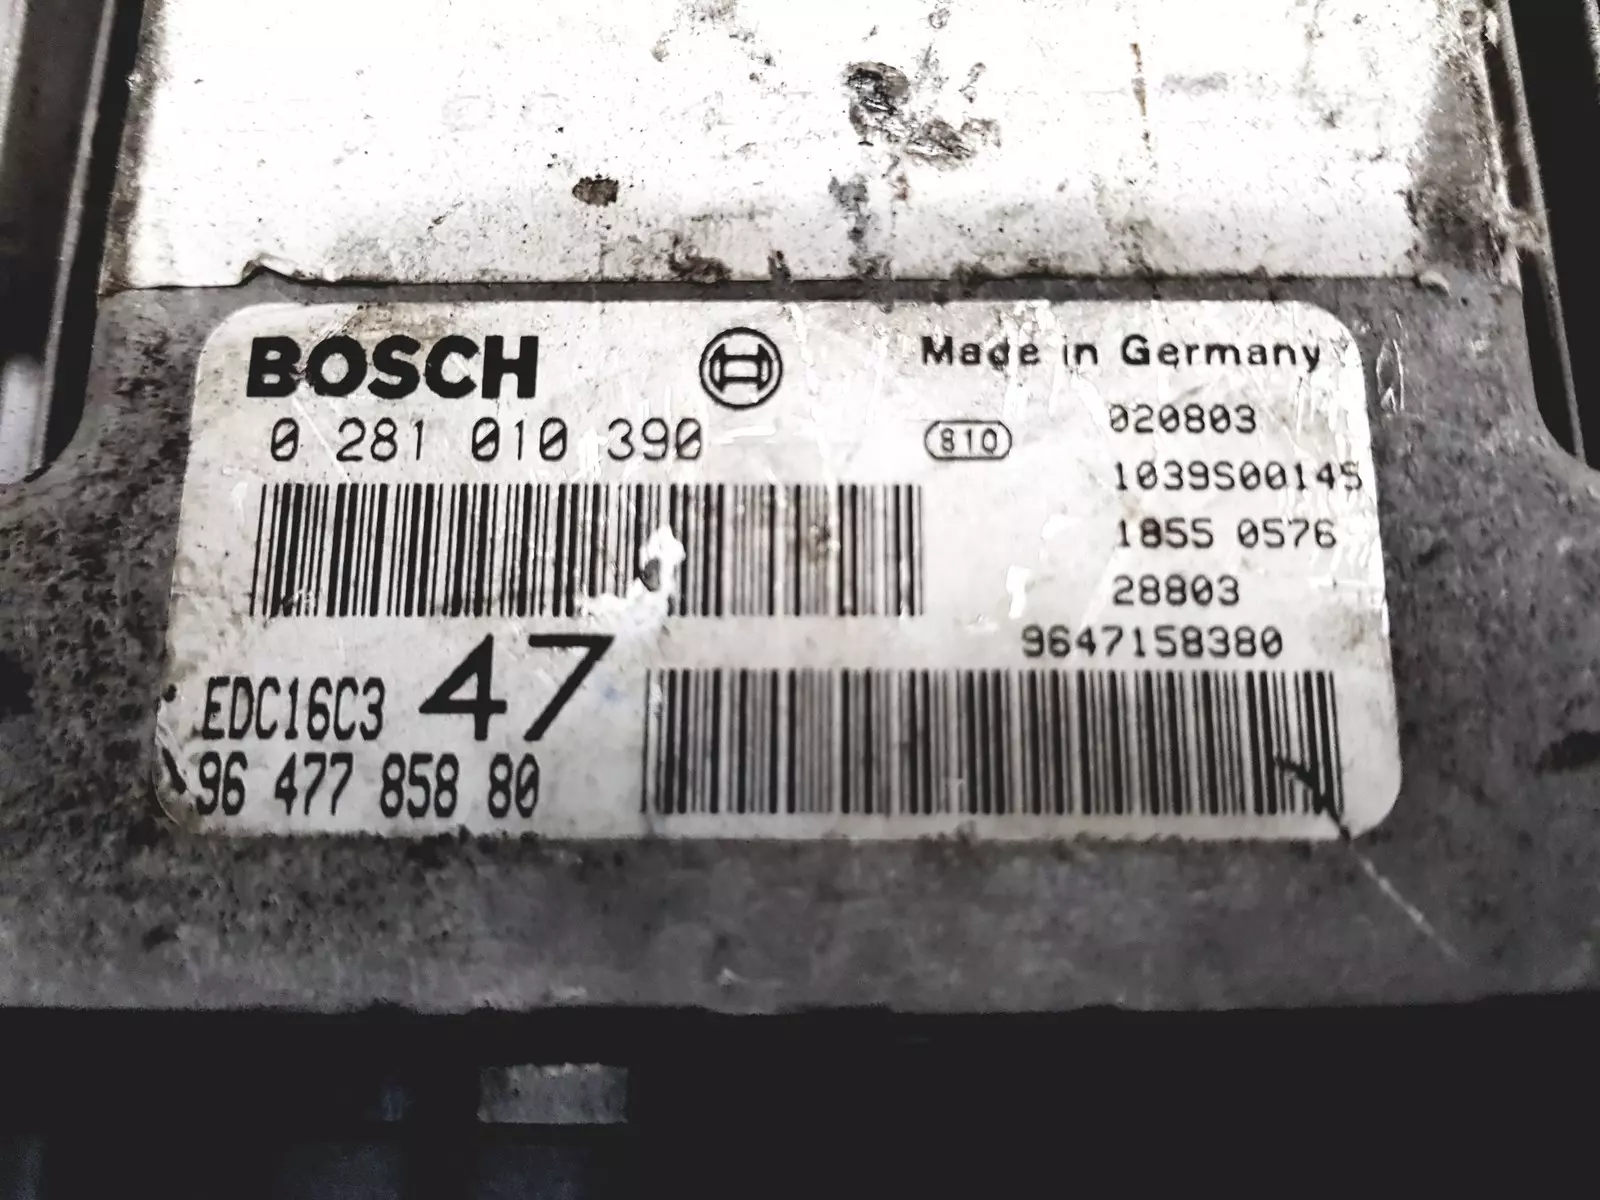 BOSCH
Made in Germany
0 281 010 390
810
020803
1039S00145
1855 0576
28803
9647158380
EDC16C3 47
96 477 858 80